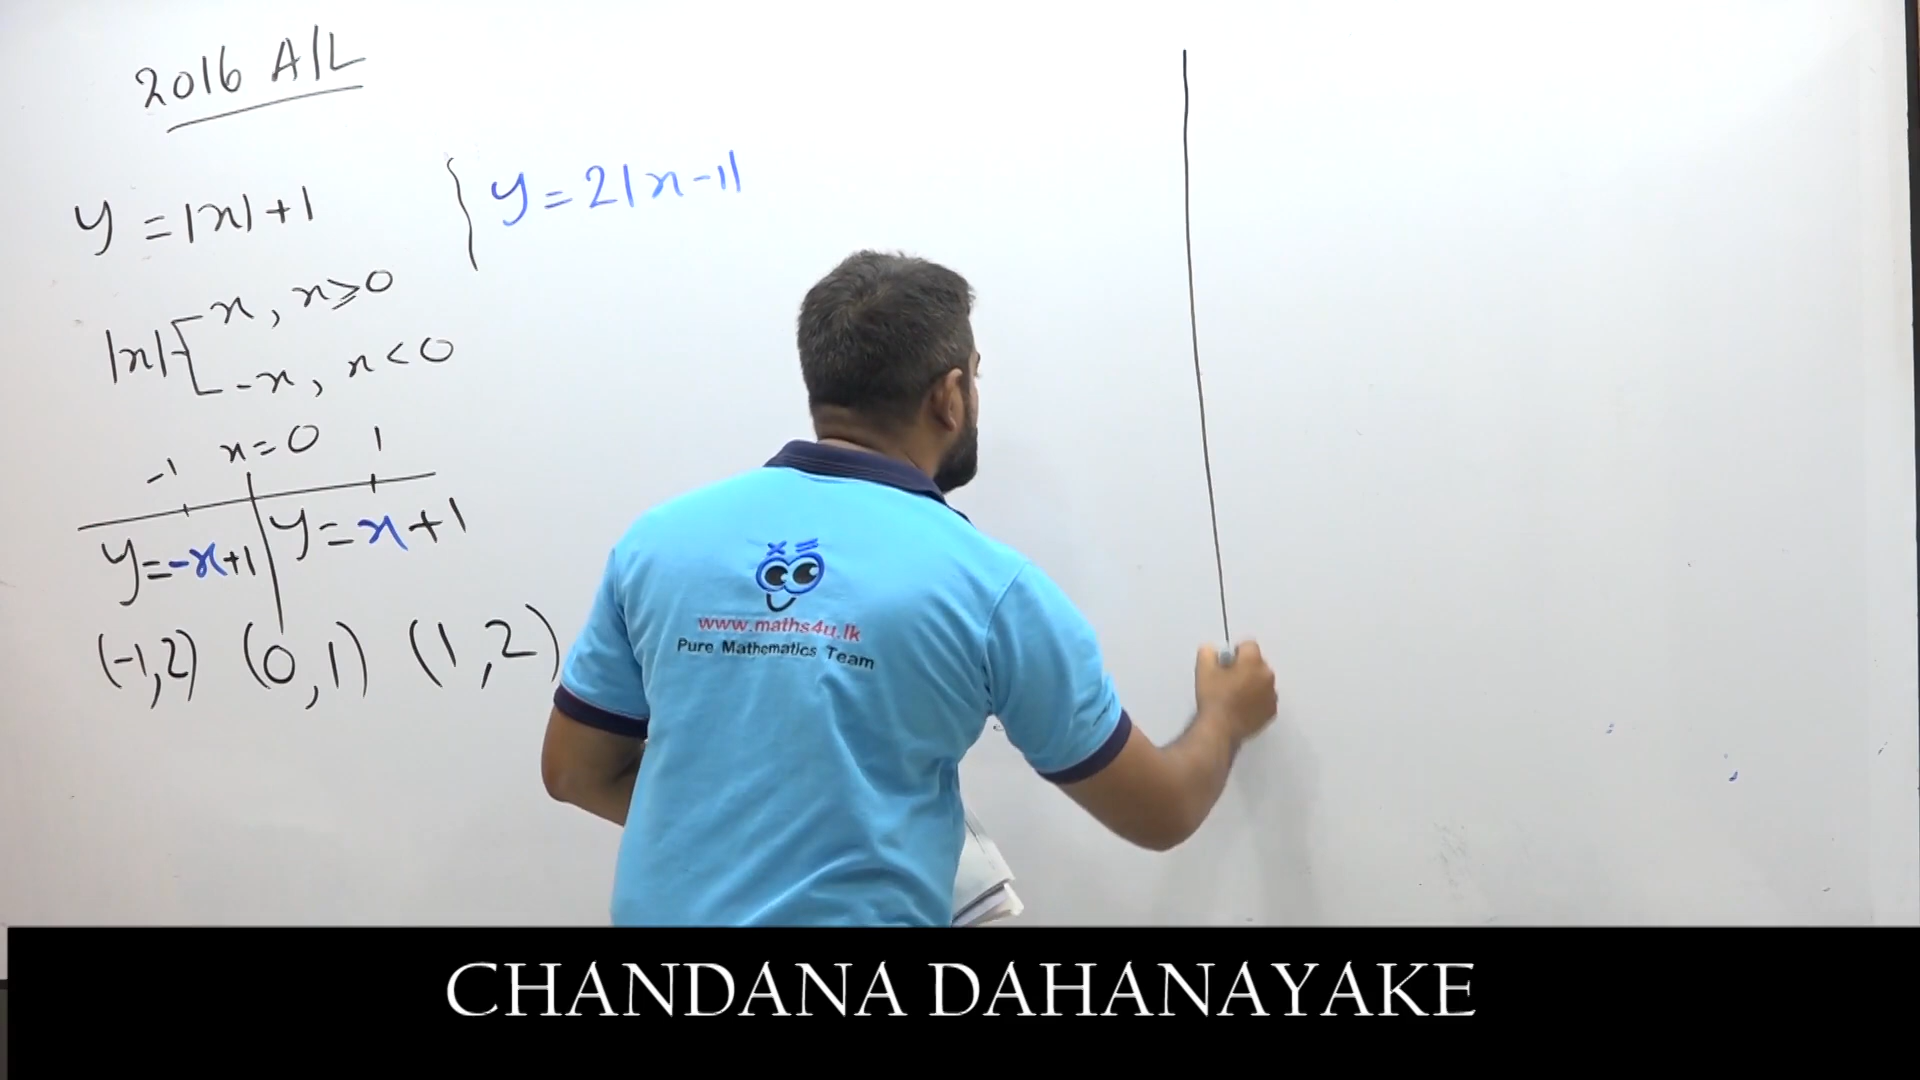 2016 A/L
y = |x|+1
y = 2|x-1|
|x| x, x≥0
-x, x<0
-1 x=0 1
y=-x+1 y=x+1
(-1,2) (0,1) (1,2)
× =
www.maths4u.lk
Pure Mathematics Team
CHANDANA DAHANAYAKE